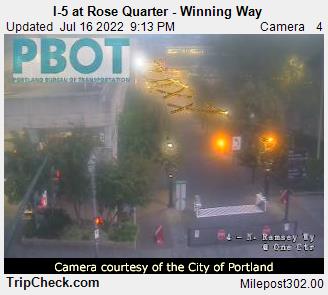 I-5 at Rose Quarter - Winning Way
Updated Jul 16 2022 9:13 PM Camera 4
PBOT
PORTLAND BUREAU OF TRANSPORTATION
4 - N. Ramsey Wy
@ One Ctr
Camera courtesy of the City of Portland
TripCheck.com Milepost302.00